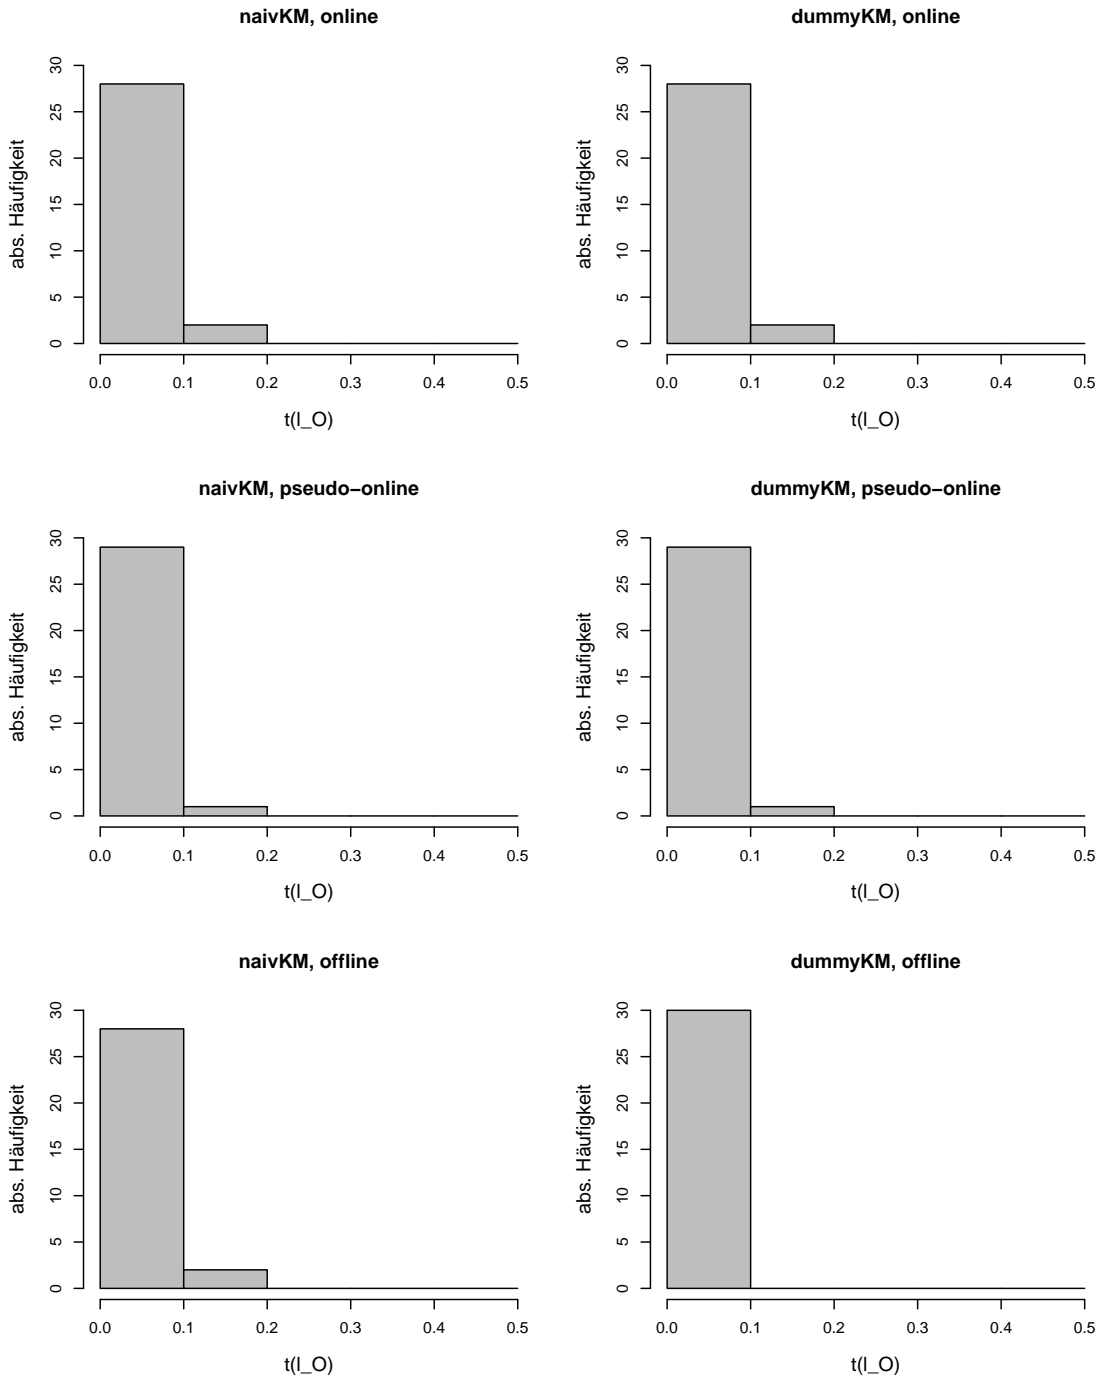 naivKM, online
abs. Häufigkeit
30
25
20
15
10
5
0
0.0 0.1 0.2 0.3 0.4 0.5
t(l_O)
dummyKM, online
abs. Häufigkeit
30
25
20
15
10
5
0
0.0 0.1 0.2 0.3 0.4 0.5
t(l_O)
naivKM, pseudo−online
abs. Häufigkeit
30
25
20
15
10
5
0
0.0 0.1 0.2 0.3 0.4 0.5
t(l_O)
dummyKM, pseudo−online
abs. Häufigkeit
30
25
20
15
10
5
0
0.0 0.1 0.2 0.3 0.4 0.5
t(l_O)
naivKM, offline
abs. Häufigkeit
30
25
20
15
10
5
0
0.0 0.1 0.2 0.3 0.4 0.5
t(l_O)
dummyKM, offline
abs. Häufigkeit
30
25
20
15
10
5
0
0.0 0.1 0.2 0.3 0.4 0.5
t(l_O)